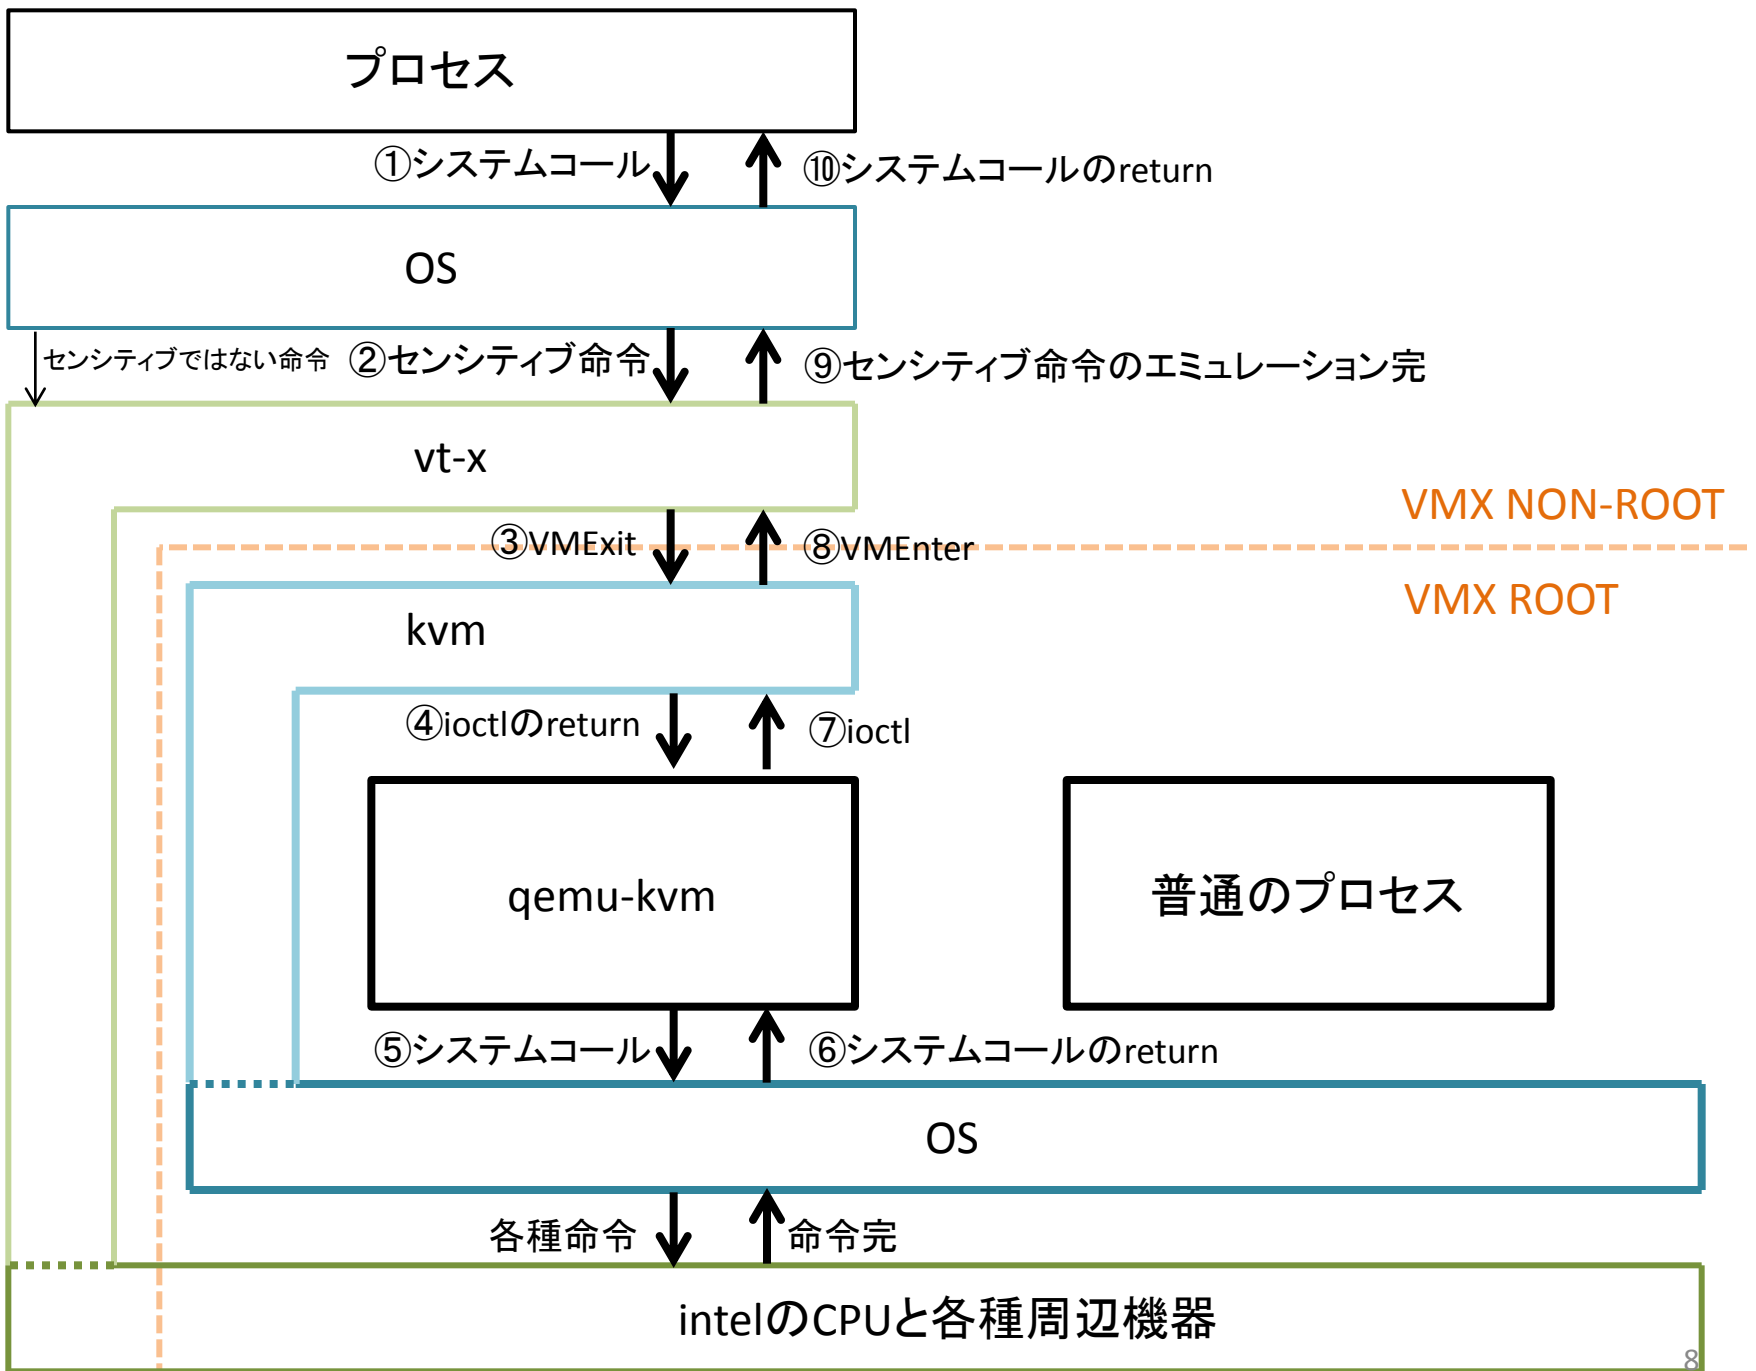 プロセス
①システムコール
⑩システムコールのreturn
OS
センシティブではない命令
②センシティブ命令
⑨センシティブ命令のエミュレーション完
vt-x
VMX NON-ROOT
③VMExit
⑧VMEnter
VMX ROOT
kvm
④ioctlのreturn
⑦ioctl
qemu-kvm
普通のプロセス
⑤システムコール
⑥システムコールのreturn
OS
各種命令
命令完
intelのCPUと各種周辺機器
8